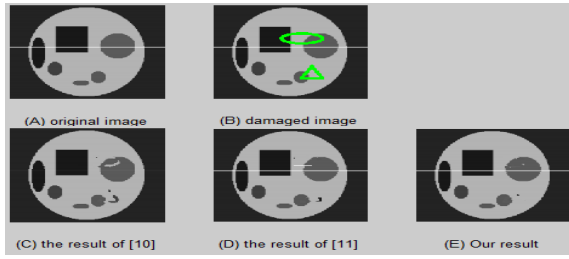 (A) original image
(B) damaged image
(C) the result of [10]
(D) the result of [11]
(E) Our result